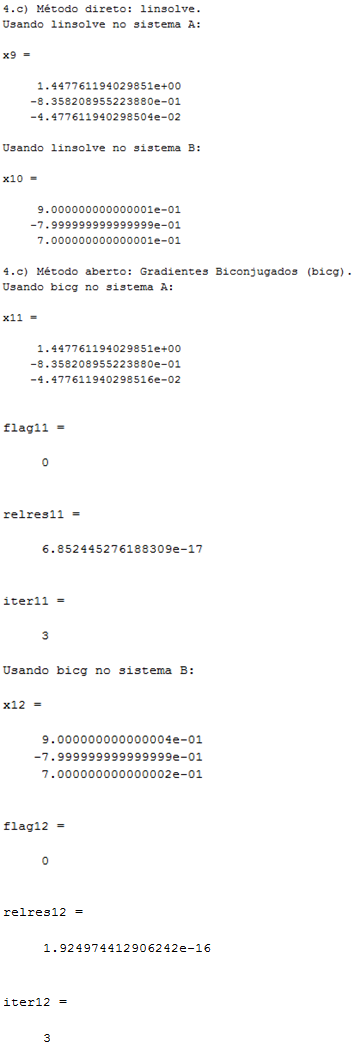 4.c) Método direto: linsolve.
Usando linsolve no sistema A:
x9 =
1.447761194029851e+00
-8.358208955223880e-01
-4.477611940298504e-02
Usando linsolve no sistema B:
x10 =
9.000000000000001e-01
-7.999999999999999e-01
7.000000000000001e-01
4.c) Método aberto: Gradientes Biconjugados (bicg).
Usando bicg no sistema A:
x11 =
1.447761194029851e+00
-8.358208955223880e-01
-4.477611940298516e-02
flag11 =
0
relres11 =
6.852445276188309e-17
iter11 =
3
Usando bicg no sistema B:
x12 =
9.000000000000004e-01
-7.999999999999999e-01
7.000000000000002e-01
flag12 =
0
relres12 =
1.924974412906242e-16
iter12 =
3